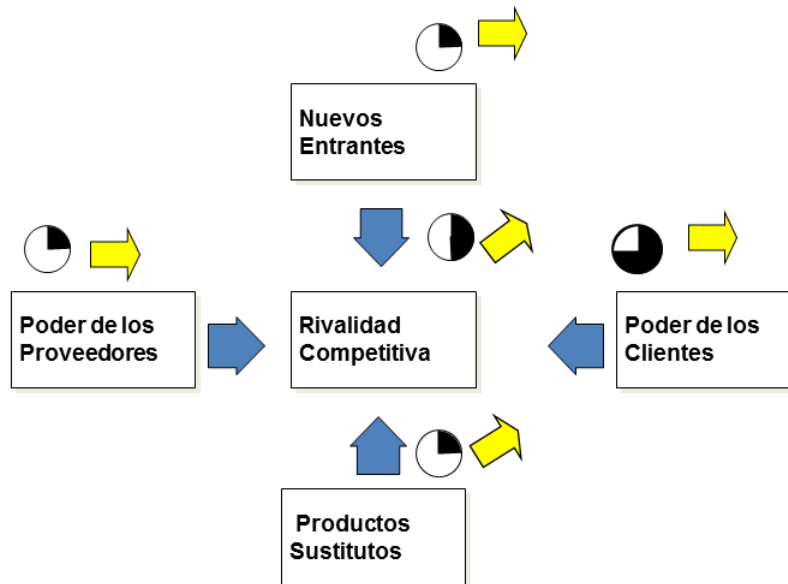 Nuevos
Entrantes
Poder de los
Proveedores
Rivalidad
Competitiva
Poder de los
Clientes
Productos
Sustitutos